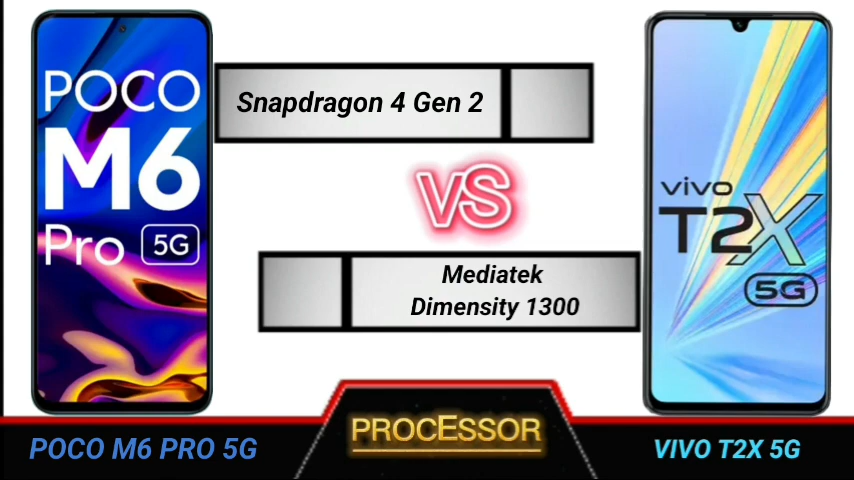 POCO
M6
Pro 5G
Snapdragon 4 Gen 2
VS
Mediatek
Dimensity 1300
vivo
T2X
5G
PROCESSOR
POCO M6 PRO 5G
VIVO T2X 5G